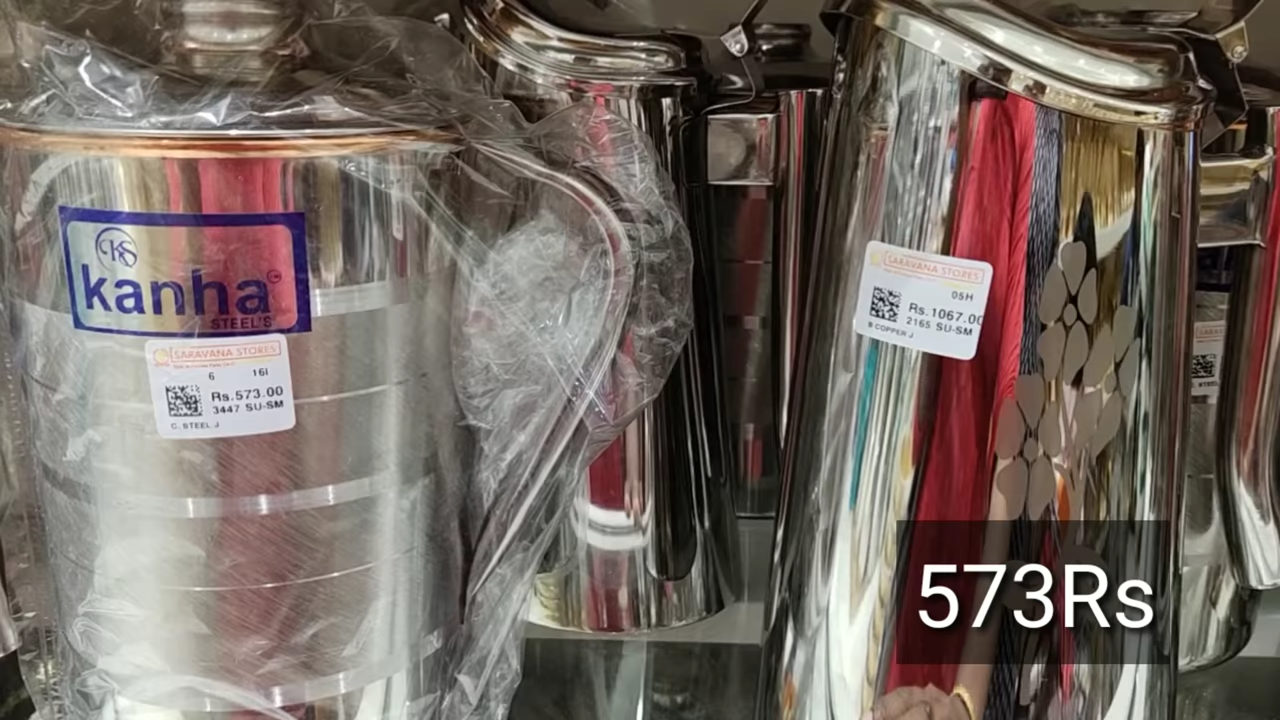 KS
kanha
STEEL'S
SARAVANA STORES
6 16I
Rs.573.00
3447 SU-SM
C. STEEL J
SARAVANA STORES
05H
Rs.1067.00
2165 SU-SM
B COPPER J
573Rs